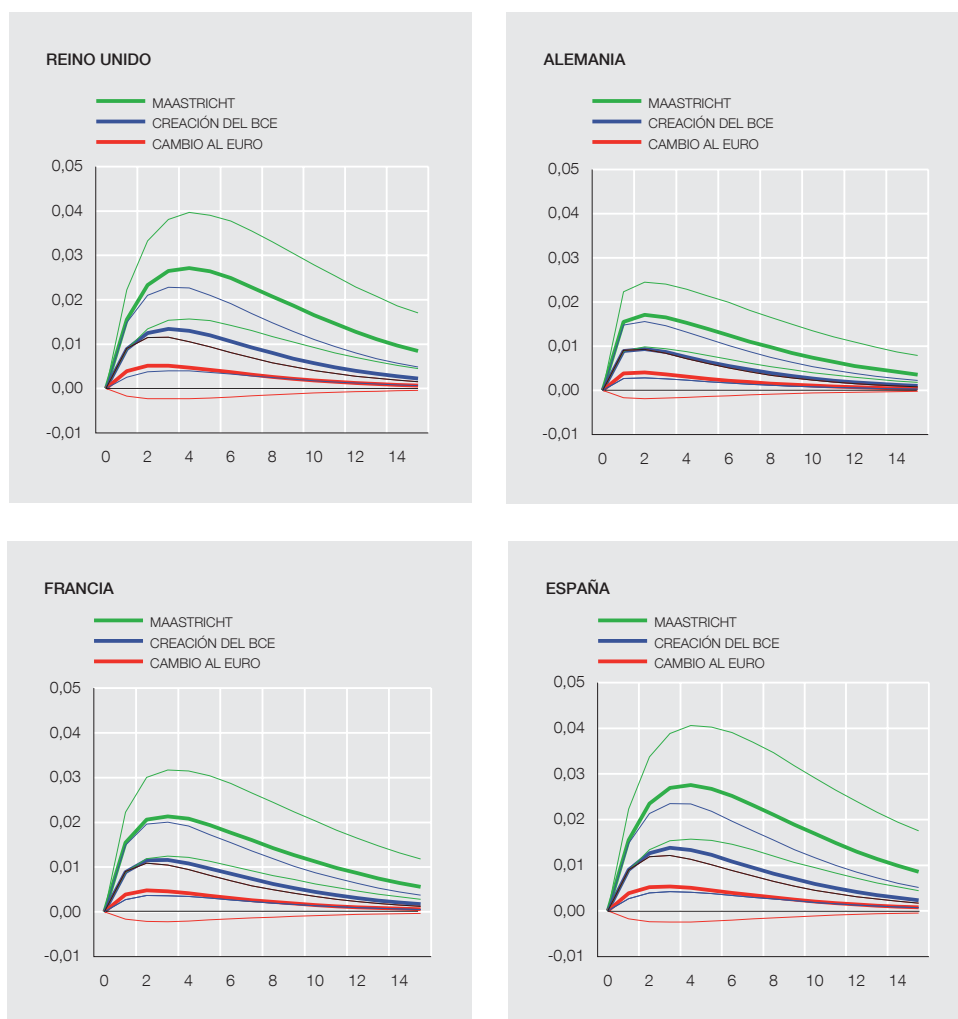 REINO UNIDO
MAASTRICHT
CREACIÓN DEL BCE
CAMBIO AL EURO
0,05
0,04
0,03
0,02
0,01
0,00
-0,01
0 2 4 6 8 10 12 14
ALEMANIA
MAASTRICHT
CREACIÓN DEL BCE
CAMBIO AL EURO
0,05
0,04
0,03
0,02
0,01
0,00
-0,01
0 2 4 6 8 10 12 14
FRANCIA
MAASTRICHT
CREACIÓN DEL BCE
CAMBIO AL EURO
0,05
0,04
0,03
0,02
0,01
0,00
-0,01
0 2 4 6 8 10 12 14
ESPAÑA
MAASTRICHT
CREACIÓN DEL BCE
CAMBIO AL EURO
0,05
0,04
0,03
0,02
0,01
0,00
-0,01
0 2 4 6 8 10 12 14